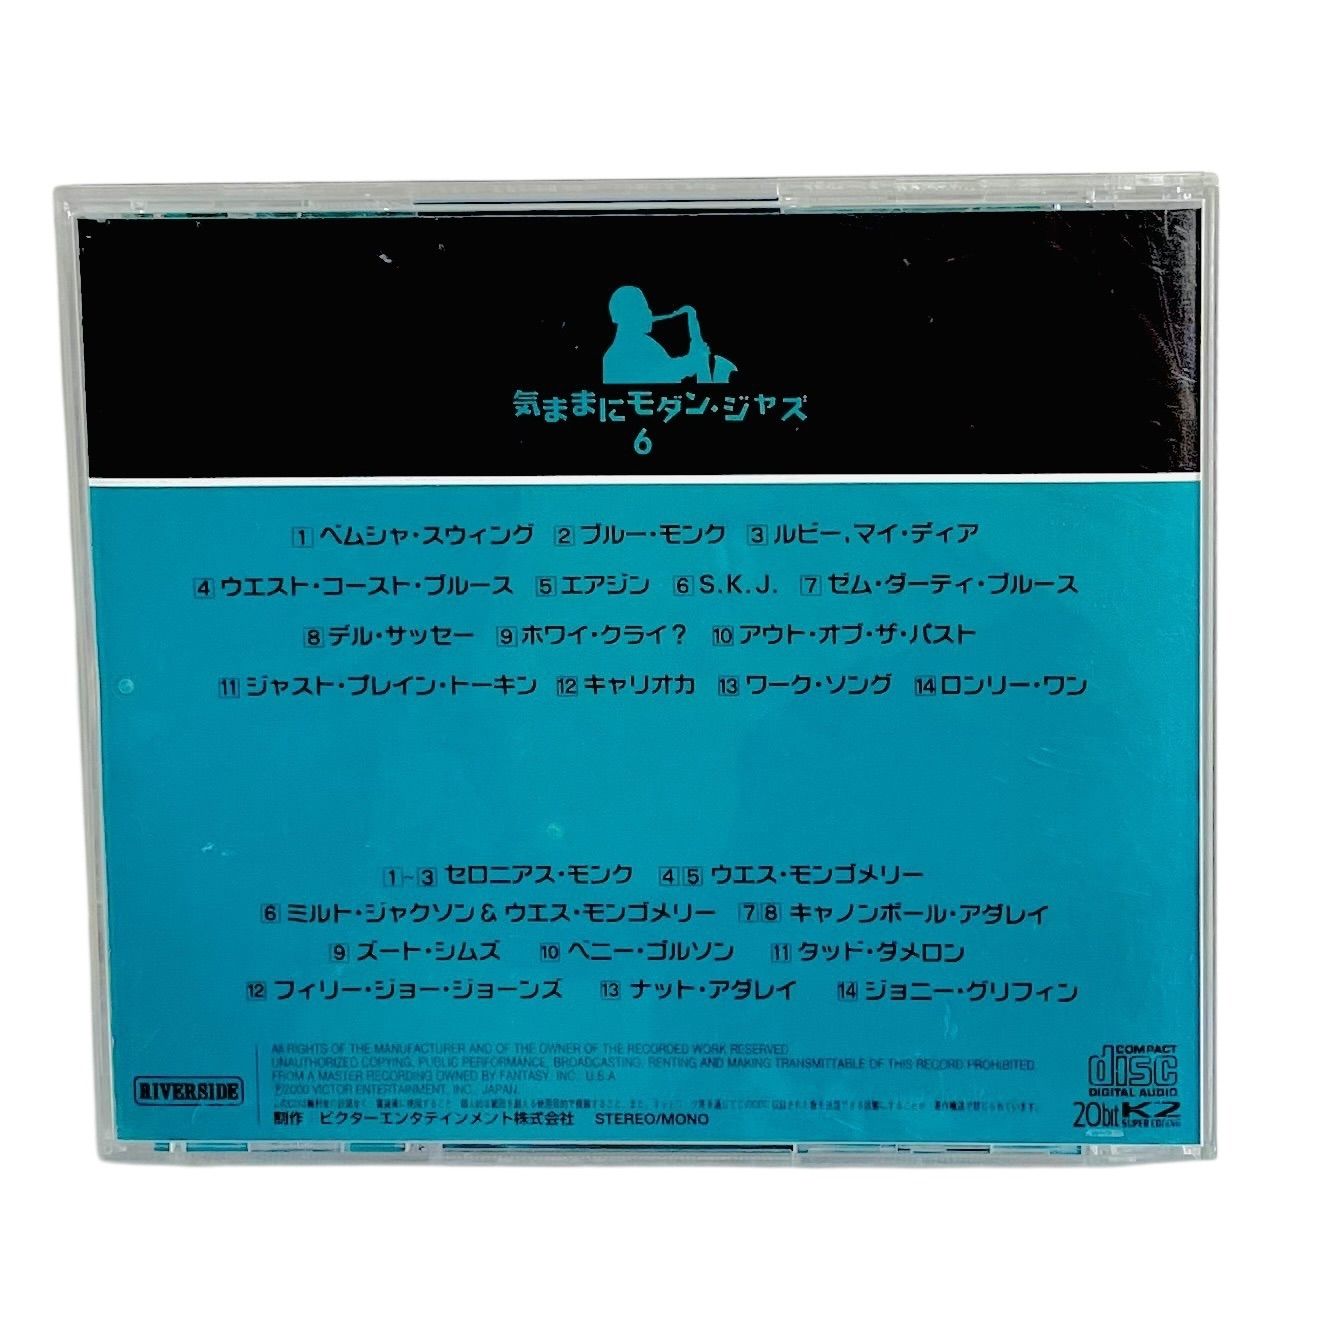 気ままにモダン・ジャズ
6
1 ベムシャ・スウィング 2 ブルー・モンク 3 ルビー,マイ・ディア
4 ウエスト・コースト・ブルース 5 エアジン 6 S.K.J. 7 ゼム・ダーティ・ブルース
8 デル・サッセー 9 ホワイ・クライ? 10 アウト・オブ・ザ・パスト
11 ジャスト・プレイン・トーキン 12 キャリオカ 13 ワーク・ソング 14 ロンリー・ワン
1~3 セロニアス・モンク 4 5 ウエス・モンゴメリー
6 ミルト・ジャクソン & ウエス・モンゴメリー 7 8 キャノンボール・アダレイ
9 ズート・シムズ 10 ベニー・ゴルソン 11 タッド・ダメロン
12 フィリー・ジョー・ジョーンズ 13 ナット・アダレイ 14 ジョニー・グリフィン
All RIGHTS OF THE MANUFACTURER AND OF THE OWNER OF THE RECORDED WORK RESERVED
UNAUTHORIZED COPYING, PUBLIC PERFORMANCE, BROADCASTING, RENTING AND MAKING TRANSMITTABLE OF THIS RECORD PROHIBITED
FROM A MASTER RECORDING OWNED BY FANTASY, INC., U.S.A
℗2000 VICTOR ENTERTAINMENT, INC., JAPAN.
制作 ビクターエンタテインメント株式会社 STEREO/MONO
RIVERSIDE
COMPACT
disc
DIGITAL AUDIO
20bit K2
SUPER CODING